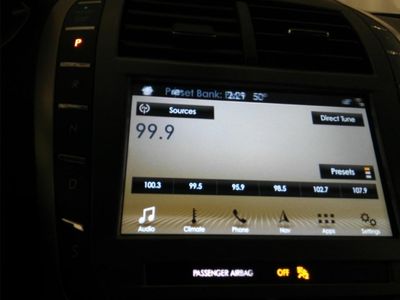 Preset Bank:
2:29 50°
P
Sources
Direct Tune
99.9
R
Presets
N
100.3 99.5 95.9 98.5 102.7 107.9
D
Audio Climate Phone Nav Apps Settings
S
PASSENGER AIRBAG OFF